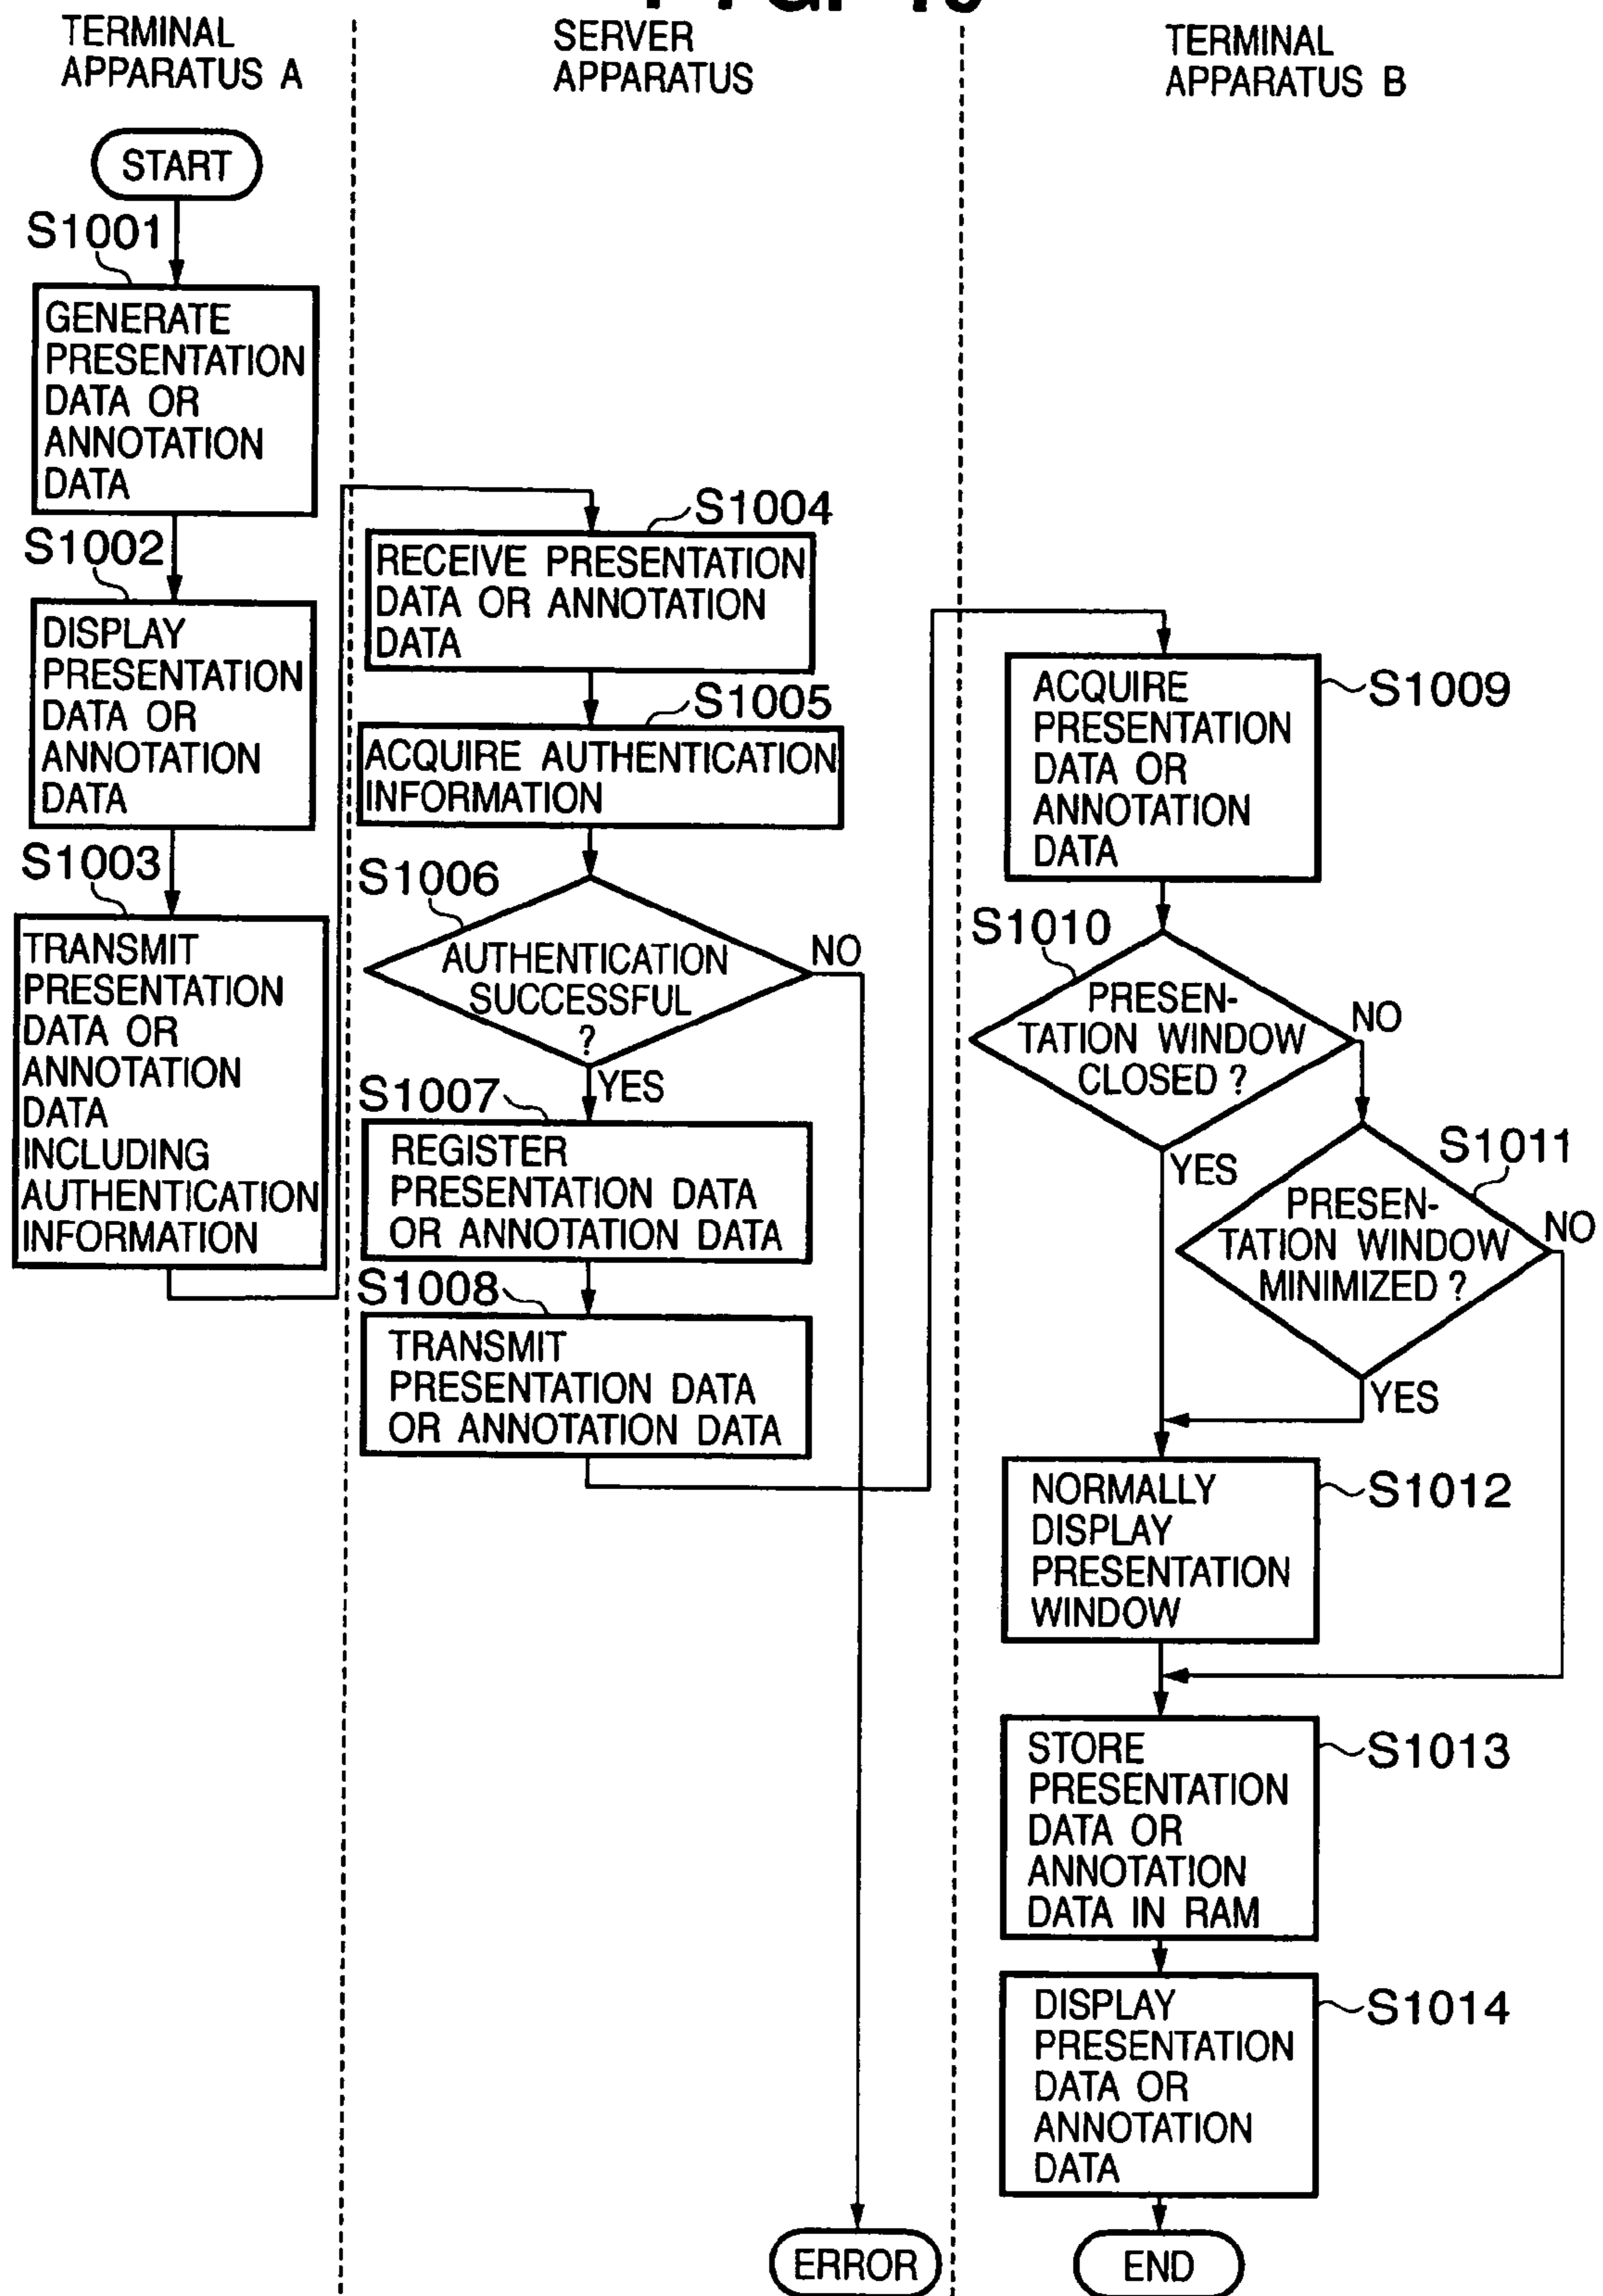 TERMINAL
APPARATUS A
START
S1001
GENERATE
PRESENTATION
DATA OR
ANNOTATION
DATA
S1002
DISPLAY
PRESENTATION
DATA OR
ANNOTATION
DATA
S1003
TRANSMIT
PRESENTATION
DATA OR
ANNOTATION
DATA
INCLUDING
AUTHENTICATION
INFORMATION
SERVER
APPARATUS
S1004
RECEIVE PRESENTATION
DATA OR ANNOTATION
DATA
S1005
ACQUIRE AUTHENTICATION
INFORMATION
S1006
AUTHENTICATION
SUCCESSFUL
?
NO
YES
S1007
REGISTER
PRESENTATION DATA
OR ANNOTATION DATA
S1008
TRANSMIT
PRESENTATION DATA
OR ANNOTATION DATA
ERROR
TERMINAL
APPARATUS B
S1009
ACQUIRE
PRESENTATION
DATA OR
ANNOTATION
DATA
S1010
PRESEN-
TATION WINDOW
CLOSED ?
NO
YES
S1011
PRESEN-
TATION WINDOW
MINIMIZED ?
NO
YES
S1012
NORMALLY
DISPLAY
PRESENTATION
WINDOW
S1013
STORE
PRESENTATION
DATA OR
ANNOTATION
DATA IN RAM
S1014
DISPLAY
PRESENTATION
DATA OR
ANNOTATION
DATA
END